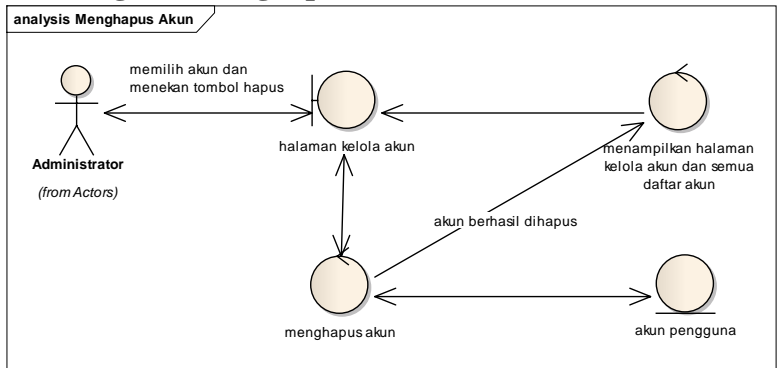 analysis Menghapus Akun
memilih akun dan
menekan tombol hapus
halaman kelola akun
Administrator
(from Actors)
menampilkan halaman
kelola akun dan semua
daftar akun
akun berhasil dihapus
menghapus akun
akun pengguna